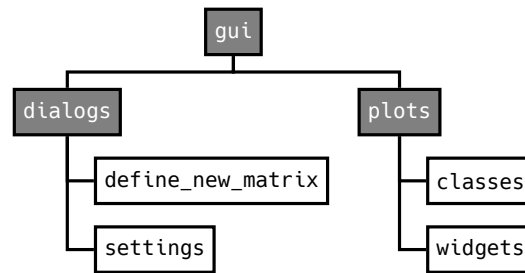 gui
dialogs
plots
define_new_matrix
classes
settings
widgets